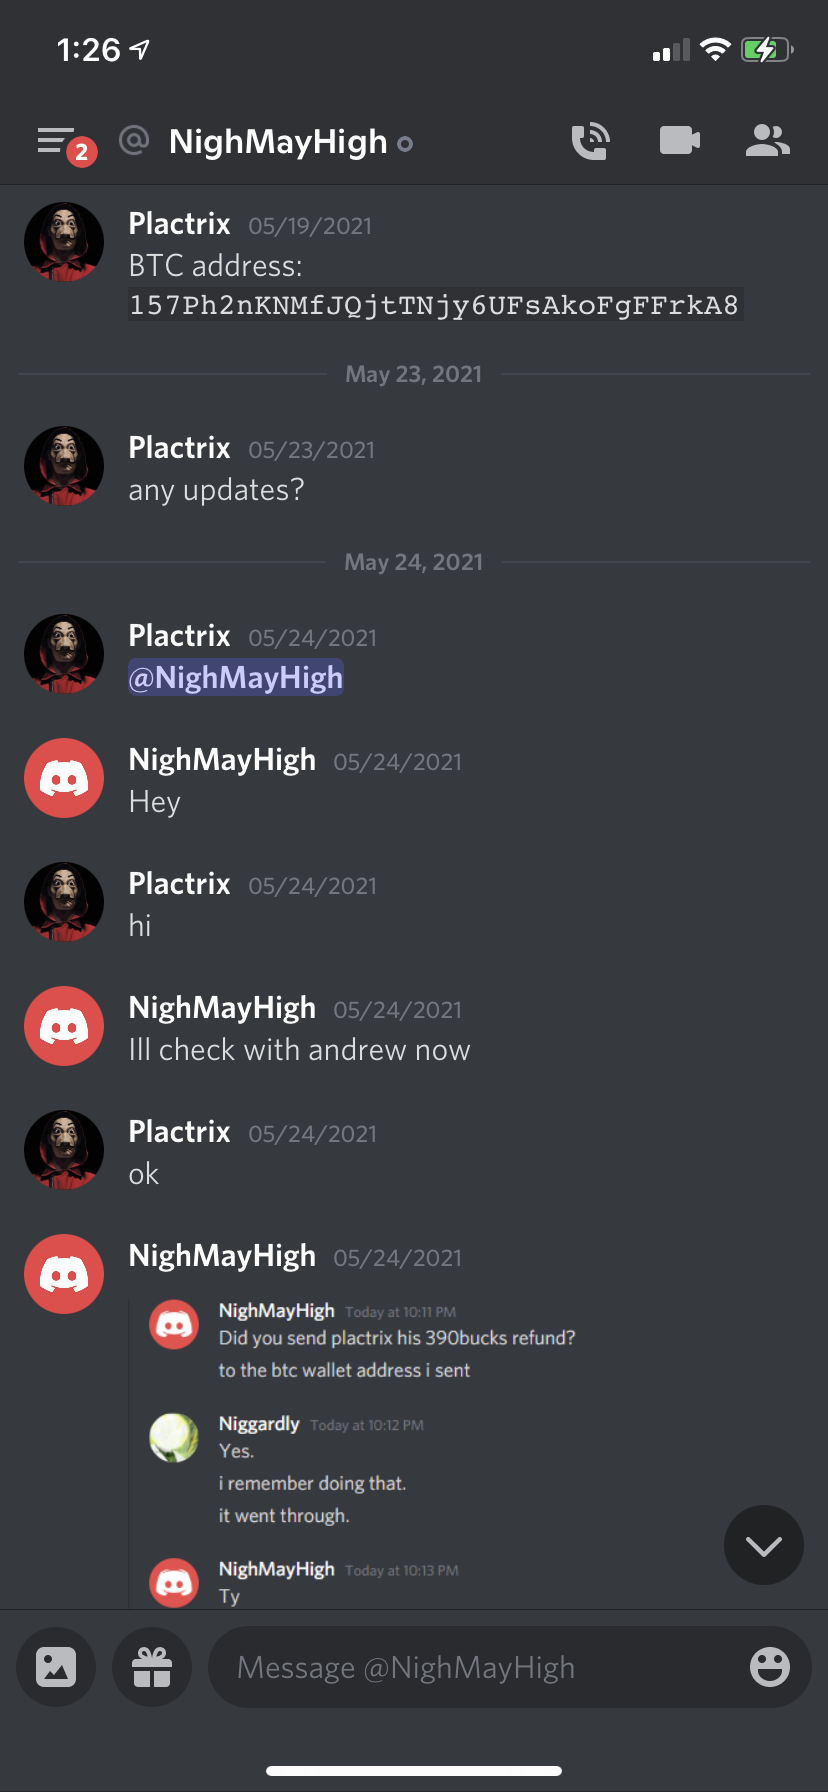 1:26
2
@ NighMayHigh
Plactrix 05/19/2021
BTC address:
157Ph2nKNMfJQjtTNjy6UFsAkoFgFFrkA8
May 23, 2021
Plactrix 05/23/2021
any updates?
May 24, 2021
Plactrix 05/24/2021
@NighMayHigh
NighMayHigh 05/24/2021
Hey
Plactrix 05/24/2021
hi
NighMayHigh 05/24/2021
Ill check with andrew now
Plactrix 05/24/2021
ok
NighMayHigh 05/24/2021
NighMayHigh Today at 10:11 PM
Did you send plactrix his 390bucks refund?
to the btc wallet address i sent
Niggardly Today at 10:12 PM
Yes.
i remember doing that.
it went through.
NighMayHigh Today at 10:13 PM
Ty
Message @NighMayHigh